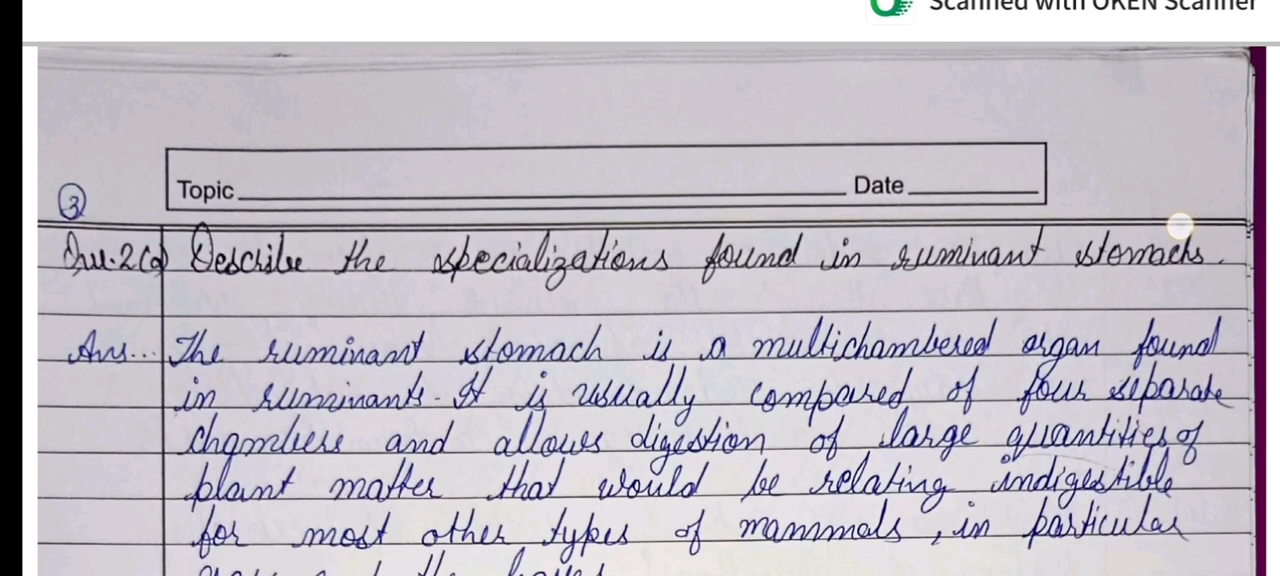 Scanned with OKEN Scanner
Topic Date
3
Que.2(a) Describe the specializations found in ruminant stomachs.
Ans... The ruminant stomach is a multichambered organ found
in ruminants. It is usually compared of four separate
chambers and allows digestion of large quantities of
plant matter that would be relating indigestible
for most other types of mammals, in particular